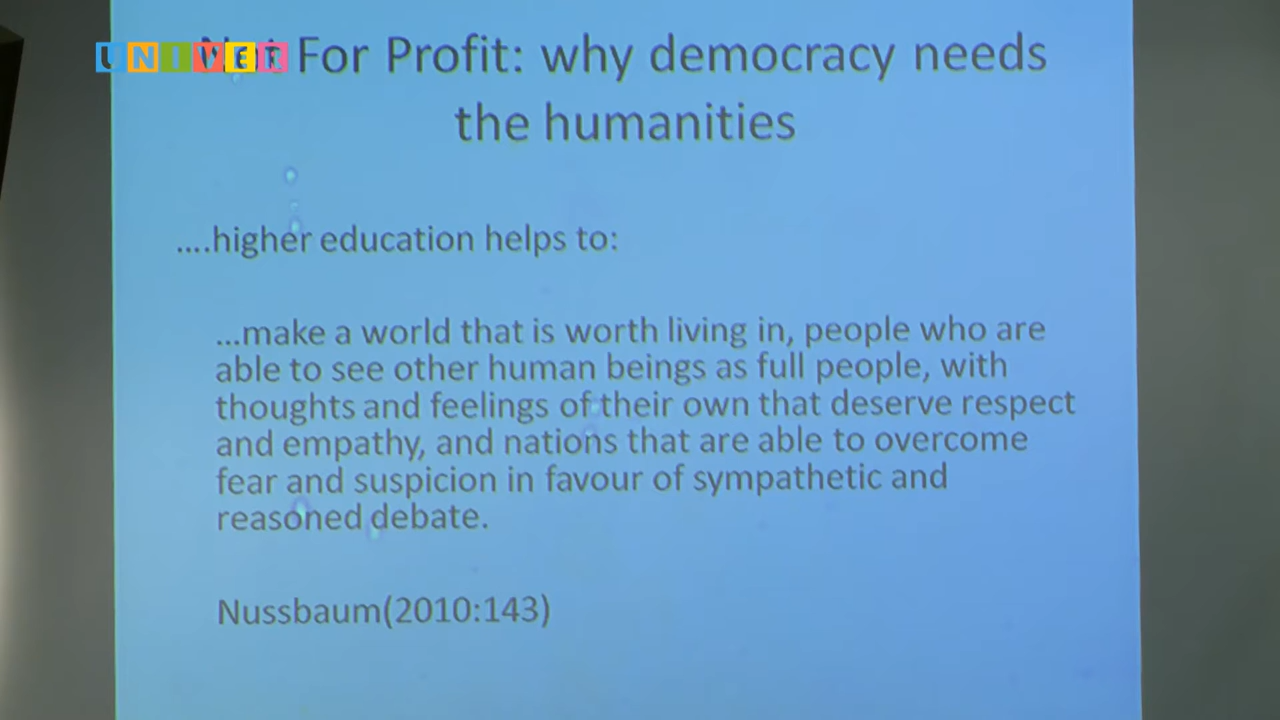 UNIVER
Not For Profit: why democracy needs
the humanities
....higher education helps to:
...make a world that is worth living in, people who are
able to see other human beings as full people, with
thoughts and feelings of their own that deserve respect
and empathy, and nations that are able to overcome
fear and suspicion in favour of sympathetic and
reasoned debate.
Nussbaum(2010:143)